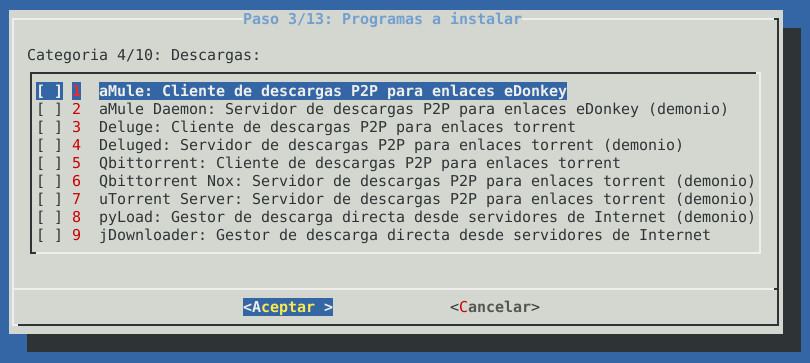 Paso 3/13: Programas a instalar
Categoria 4/10: Descargas:
[ ] 1 aMule: Cliente de descargas P2P para enlaces eDonkey
[ ] 2 aMule Daemon: Servidor de descargas P2P para enlaces eDonkey (demonio)
[ ] 3 Deluge: Cliente de descargas P2P para enlaces torrent
[ ] 4 Deluged: Servidor de descargas P2P para enlaces torrent (demonio)
[ ] 5 Qbittorrent: Cliente de descargas P2P para enlaces torrent
[ ] 6 Qbittorrent Nox: Servidor de descargas P2P para enlaces torrent (demonio)
[ ] 7 uTorrent Server: Servidor de descargas P2P para enlaces torrent (demonio)
[ ] 8 pyLoad: Gestor de descarga directa desde servidores de Internet (demonio)
[ ] 9 jDownloader: Gestor de descarga directa desde servidores de Internet
<Aceptar > <Cancelar>